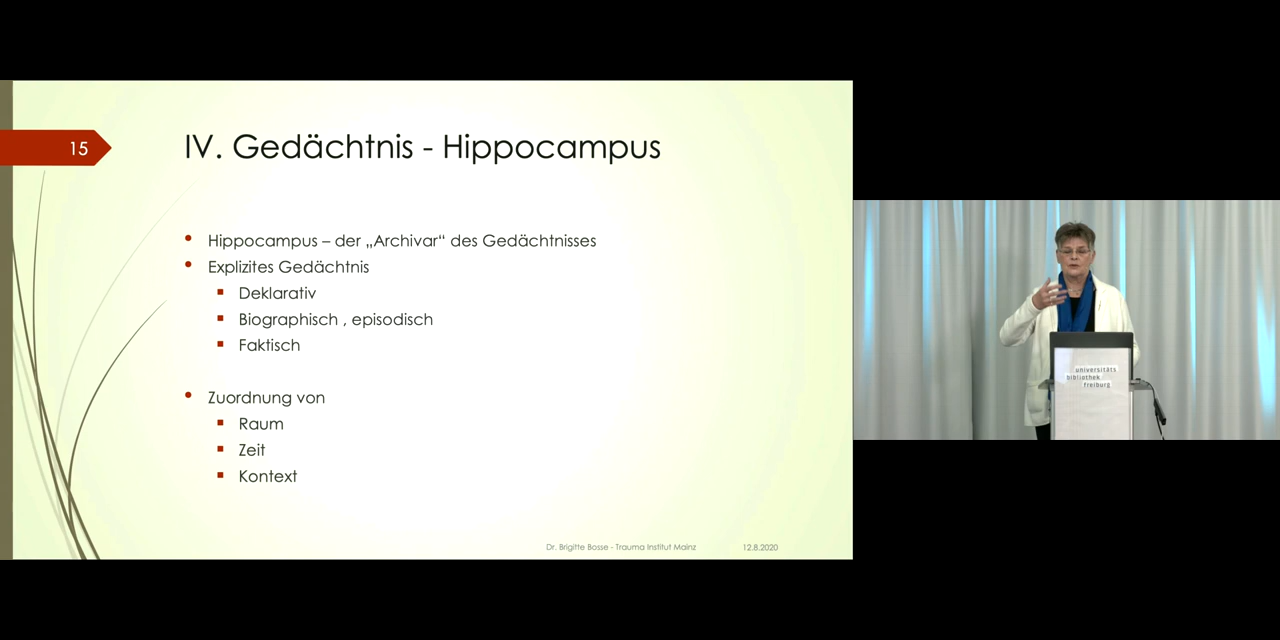 15
IV. Gedächtnis - Hippocampus
Hippocampus – der „Archivar“ des Gedächtnisses
Explizites Gedächtnis
Deklarativ
Biographisch , episodisch
Faktisch
Zuordnung von
Raum
Zeit
Kontext
Dr. Brigitte Bosse - Trauma Institut Mainz 12.8.2020
universitäts
bibliothek
freiburg